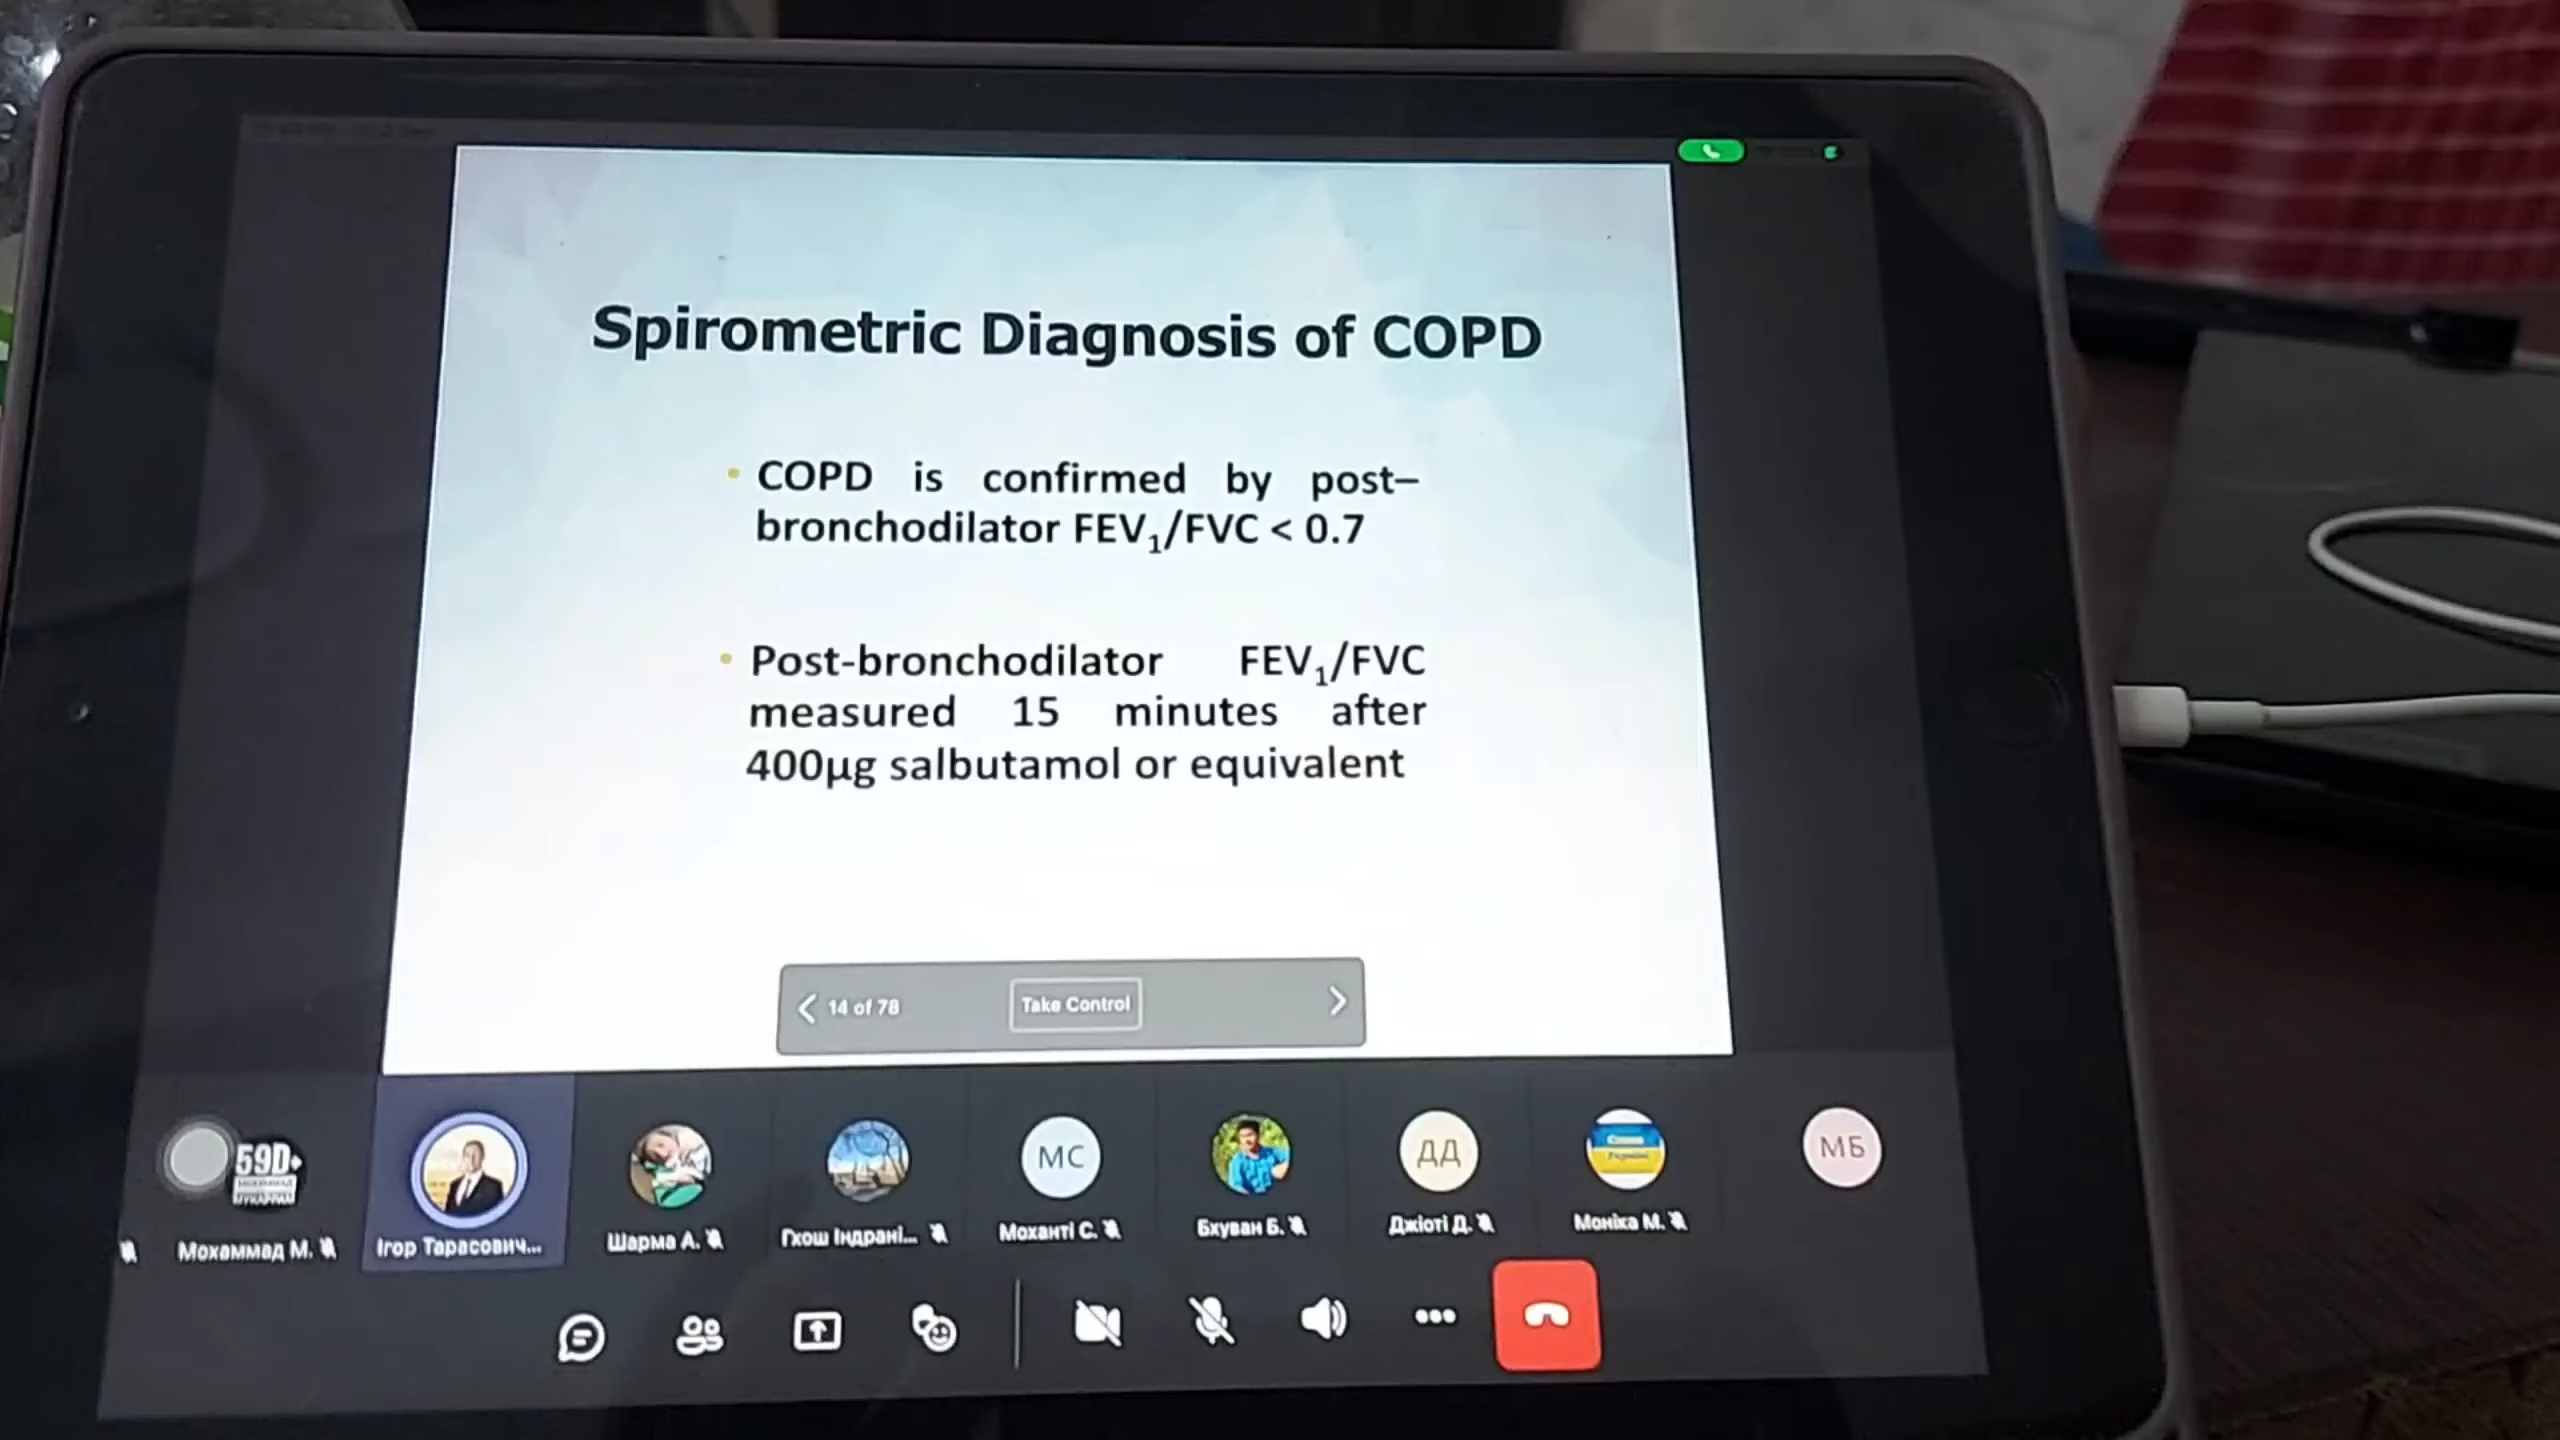 Spirometric Diagnosis of COPD
• COPD is confirmed by post–
bronchodilator FEV₁/FVC < 0.7
• Post-bronchodilator FEV₁/FVC
measured 15 minutes after
400µg salbutamol or equivalent
14 of 78
Take Control
59D
МС
ДД
МБ
Мохаммад М.
Ігор Тарасович...
Шарма А.
Гхош Індрані...
Моханті С.
Бхуван Б.
Джіоті Д.
Моніка М.